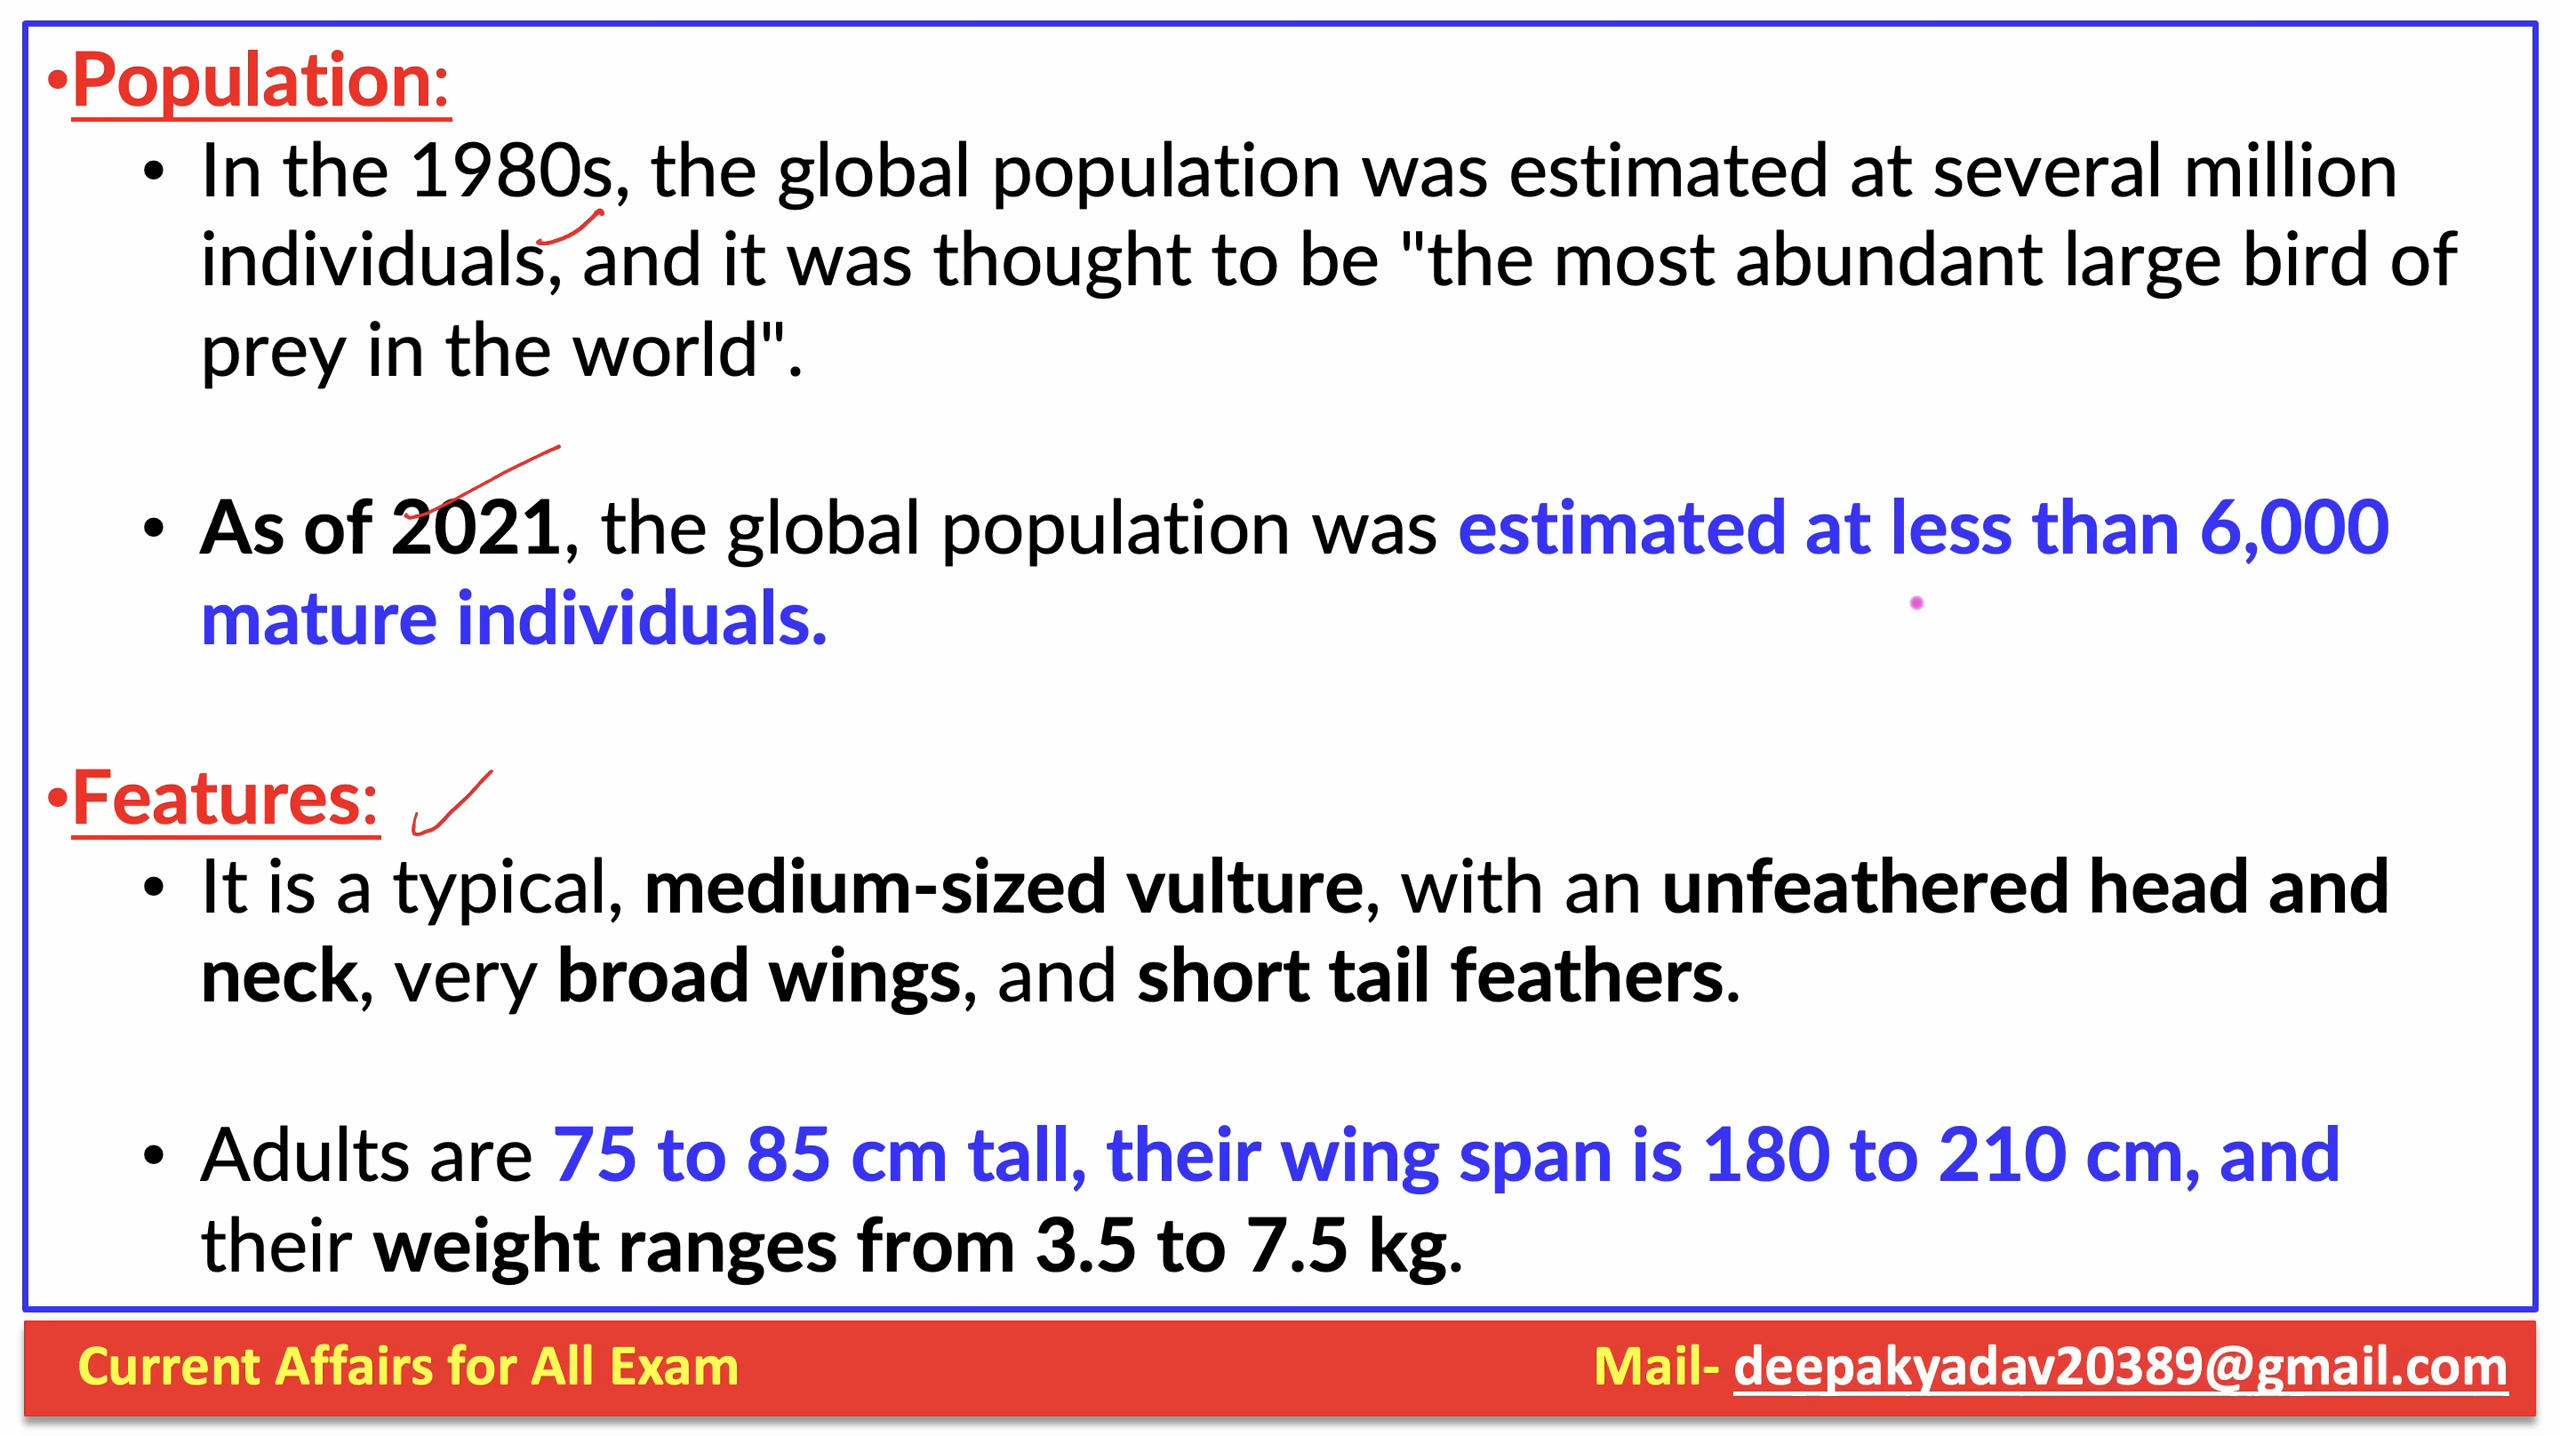 •Population:
• In the 1980s, the global population was estimated at several million
individuals, and it was thought to be "the most abundant large bird of
prey in the world".
• As of 2021, the global population was estimated at less than 6,000
mature individuals.
•Features:
• It is a typical, medium-sized vulture, with an unfeathered head and
neck, very broad wings, and short tail feathers.
• Adults are 75 to 85 cm tall, their wing span is 180 to 210 cm, and
their weight ranges from 3.5 to 7.5 kg.
Current Affairs for All Exam
Mail- deepakyadav20389@gmail.com